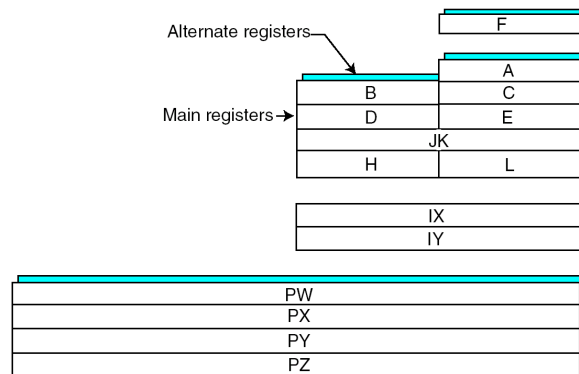 F
Alternate registers
A
B
C
Main registers
D
E
JK
H
L
IX
IY
PW
PX
PY
PZ